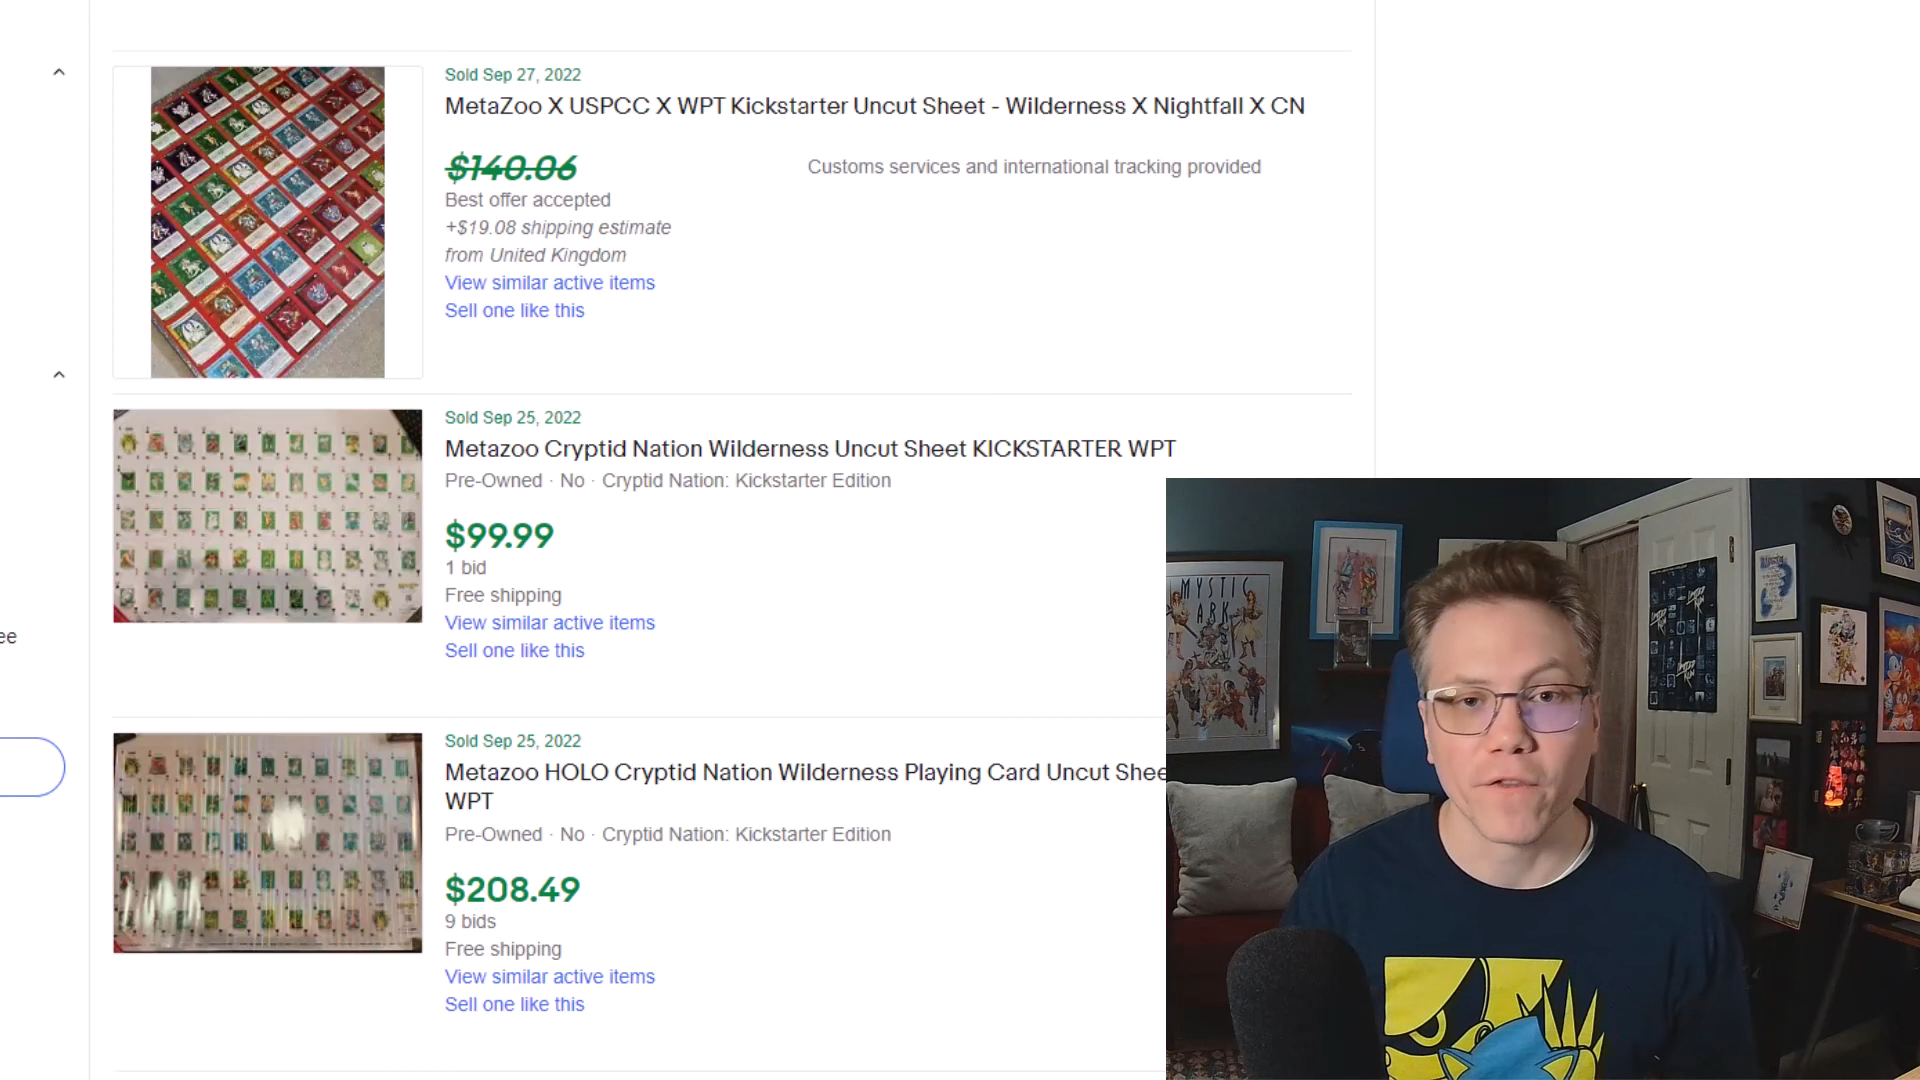 Sold Sep 27, 2022
MetaZoo X USPCC X WPT Kickstarter Uncut Sheet - Wilderness X Nightfall X CN
$140.06
Customs services and international tracking provided
Best offer accepted
+$19.08 shipping estimate
from United Kingdom
View similar active items
Sell one like this
Sold Sep 25, 2022
Metazoo Cryptid Nation Wilderness Uncut Sheet KICKSTARTER WPT
Pre-Owned · No · Cryptid Nation: Kickstarter Edition
$99.99
1 bid
Free shipping
View similar active items
Sell one like this
ee
Sold Sep 25, 2022
Metazoo HOLO Cryptid Nation Wilderness Playing Card Uncut Shee
WPT
Pre-Owned · No · Cryptid Nation: Kickstarter Edition
$208.49
9 bids
Free shipping
View similar active items
Sell one like this
MYSTIC
ARK
LIMITED
RUN
LIMITED
RUN